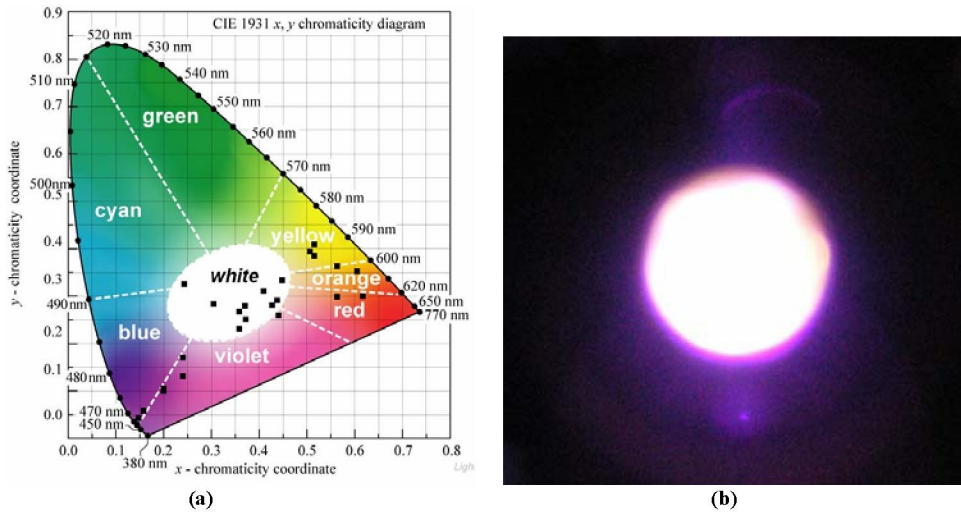 CIE 1931 x, y chromaticity diagram
0.9
0.8
0.7
0.6
0.5
0.4
0.3
0.2
0.1
0.0
y - chromaticity coordinate
520 nm
530 nm
510 nm
540 nm
550 nm
green
560 nm
570 nm
500nm
580 nm
cyan
590 nm
yellow
600 nm
white
orange
620 nm
490nm
red
650 nm
770 nm
blue
violet
480nm
470 nm
450 nm
380 nm
0.0 0.1 0.2 0.3 0.4 0.5 0.6 0.7 0.8
x - chromaticity coordinate
Ligh
(a) (b)